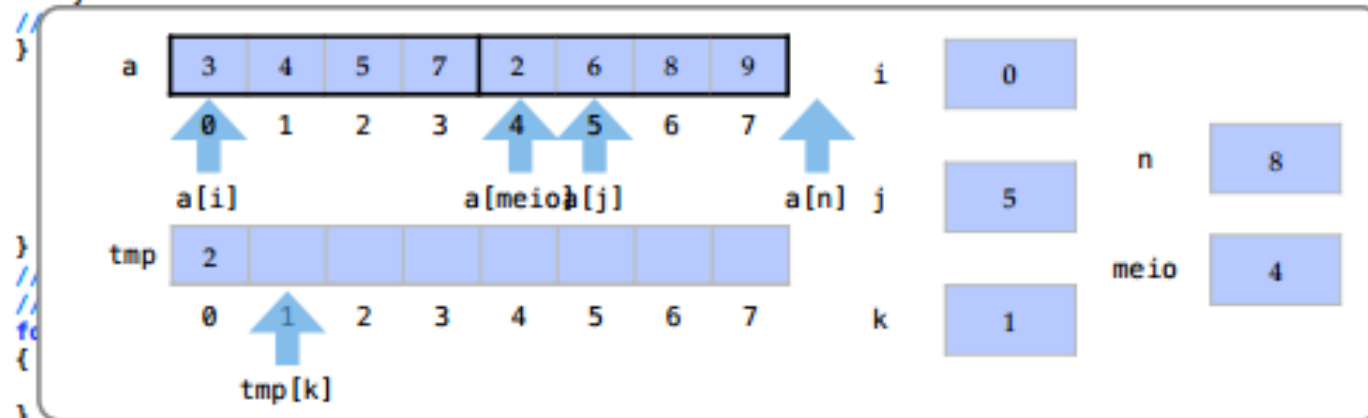 //
}
a 3 4 5 7 2 6 8 9 i 0
0 1 2 3 4 5 6 7
n 8
a[i] a[meio] a[j] a[n] j 5
} tmp 2
meio 4
//
0 1 2 3 4 5 6 7 k 1
//
{
tmp[k]
}